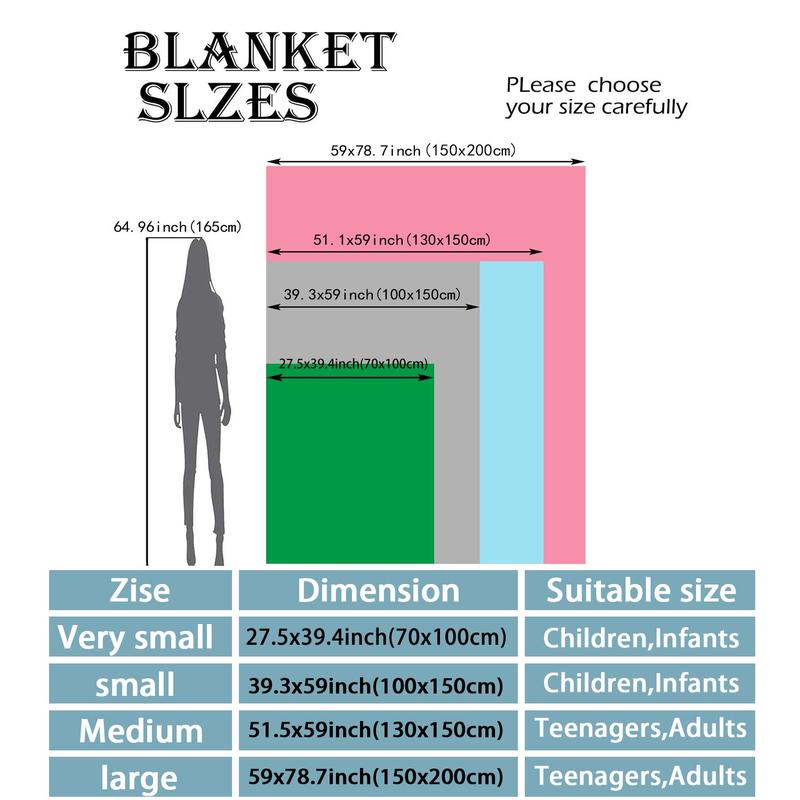 BLANKET
SLZES
PLease choose
your size carefully
59x78.7inch(150x200cm)
64.96inch(165cm)
51.1x59inch(130x150cm)
39.3x59inch(100x150cm)
27.5x39.4inch(70x100cm)
Zise Dimension Suitable size
Very small 27.5x39.4inch(70x100cm) Children,Infants
small 39.3x59inch(100x150cm) Children,Infants
Medium 51.5x59inch(130x150cm) Teenagers,Adults
large 59x78.7inch(150x200cm) Teenagers,Adults